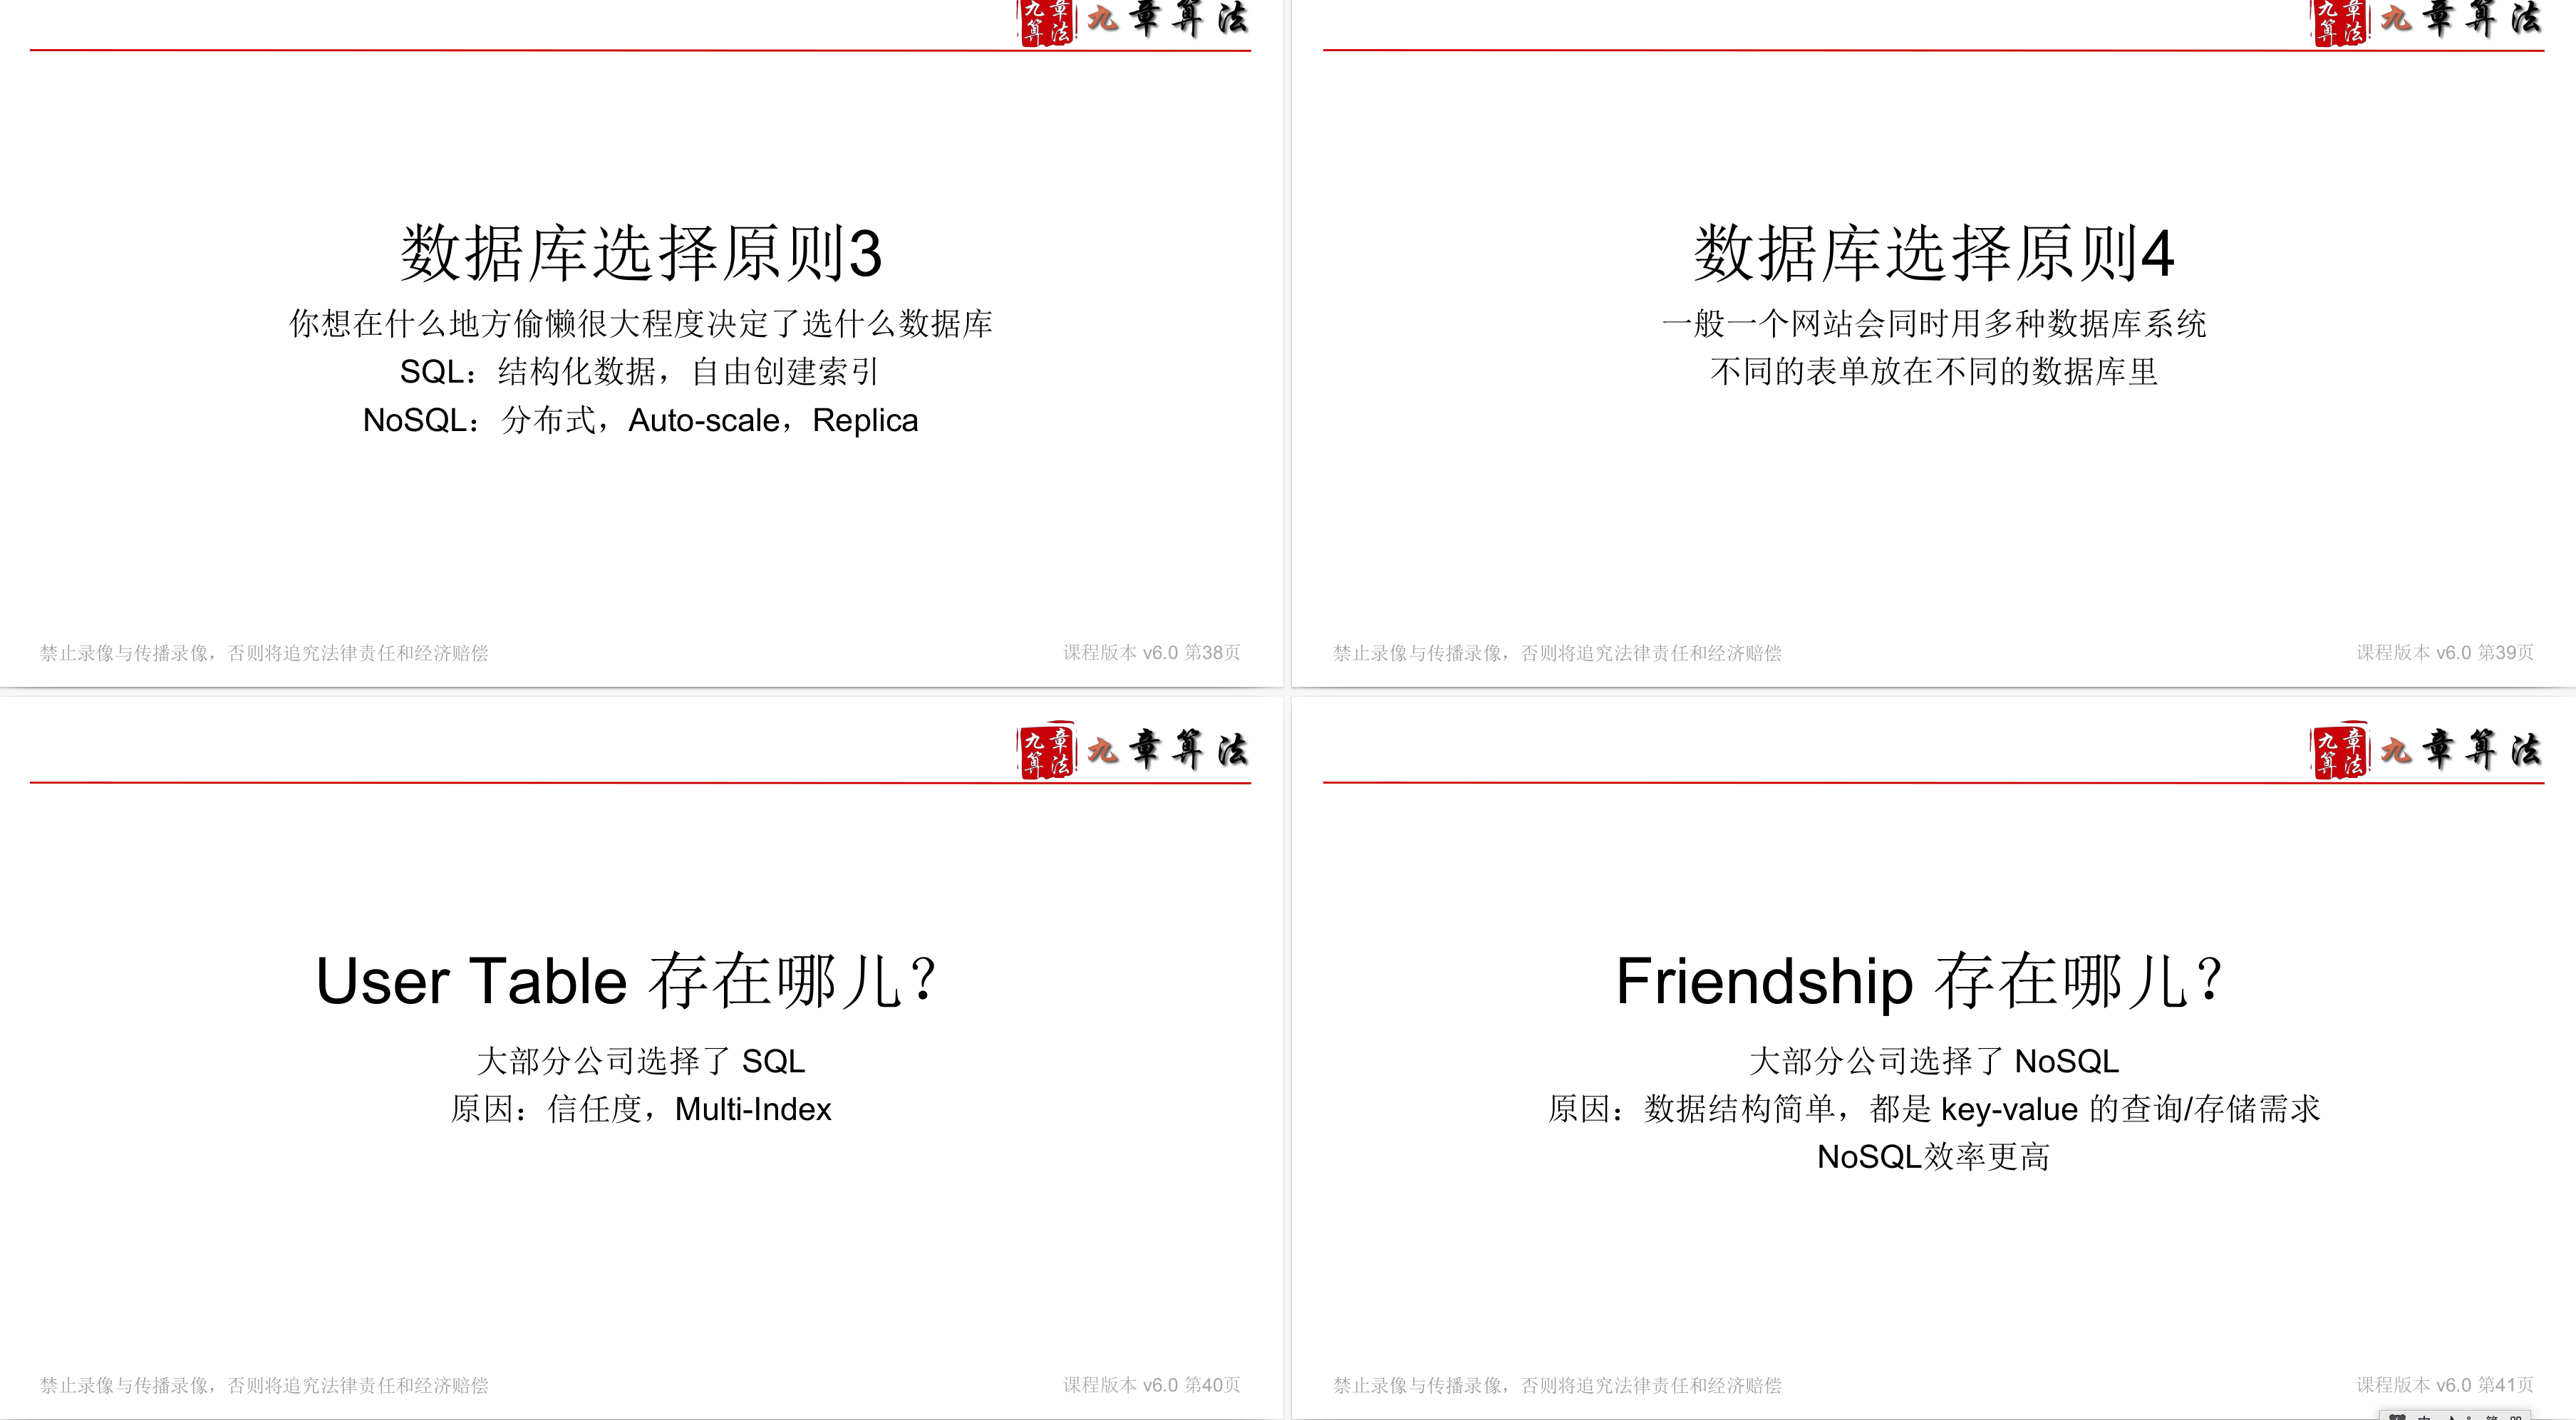 九章算法 九章算法
数据库选择原则3
你想在什么地方偷懒很大程度决定了选什么数据库
SQL：结构化数据，自由创建索引
NoSQL：分布式，Auto-scale，Replica
禁止录像与传播录像，否则将追究法律责任和经济赔偿
课程版本 v6.0 第38页
九章算法 九章算法
数据库选择原则4
一般一个网站会同时用多种数据库系统
不同的表单放在不同的数据库里
禁止录像与传播录像，否则将追究法律责任和经济赔偿
课程版本 v6.0 第39页
九章算法 九章算法
User Table 存在哪儿？
大部分公司选择了 SQL
原因：信任度，Multi-Index
禁止录像与传播录像，否则将追究法律责任和经济赔偿
课程版本 v6.0 第40页
九章算法 九章算法
Friendship 存在哪儿？
大部分公司选择了 NoSQL
原因：数据结构简单，都是 key-value 的查询/存储需求
NoSQL效率更高
禁止录像与传播录像，否则将追究法律责任和经济赔偿
课程版本 v6.0 第41页